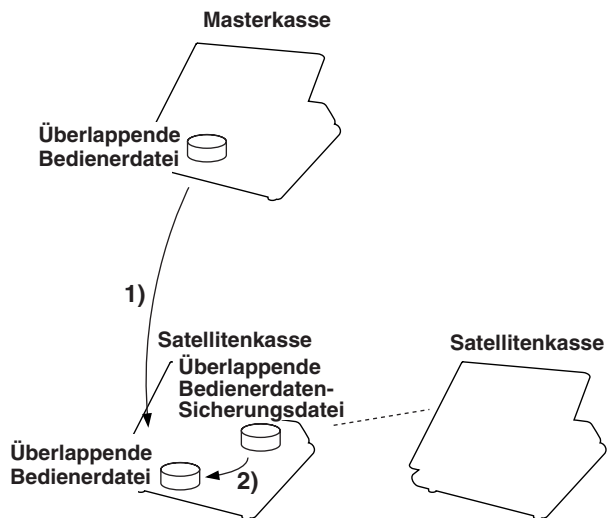 Masterkasse
Überlappende
Bedienerdatei
1)
Satellitenkasse
Überlappende
Bedienerdaten-
Sicherungsdatei
Satellitenkasse
Überlappende
Bedienerdatei
2)